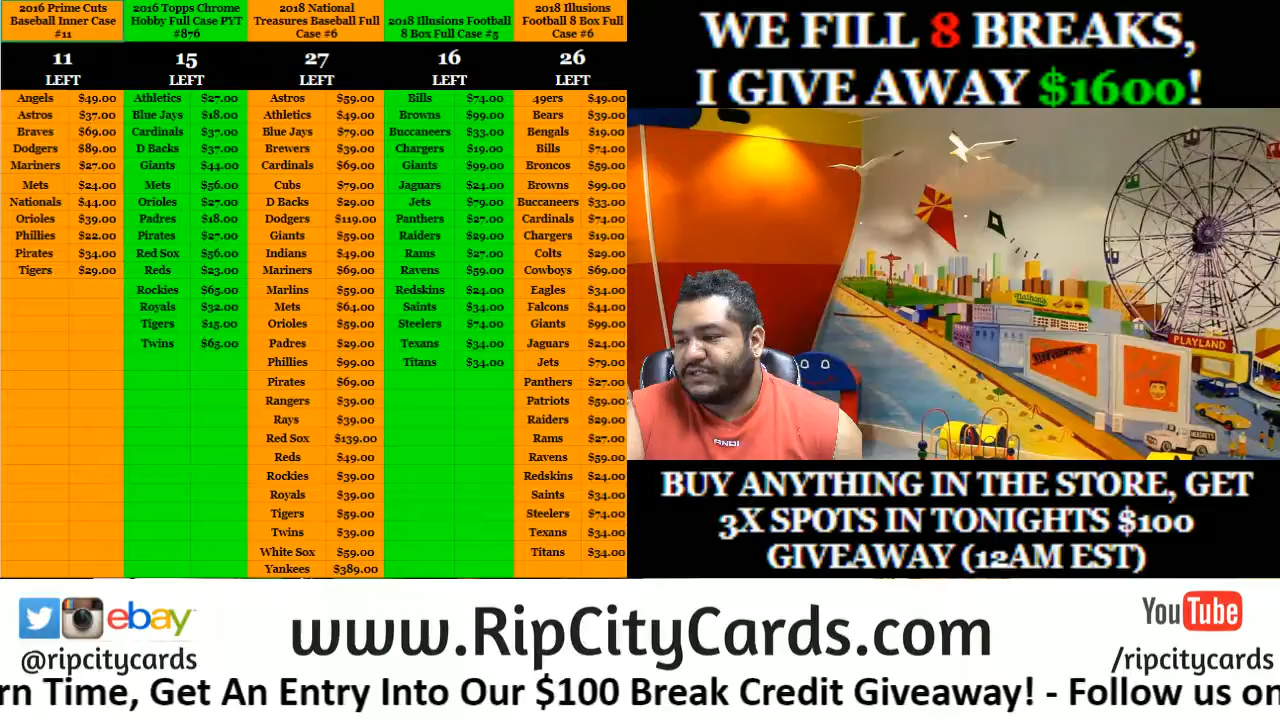 2016 Prime Cuts
Baseball Inner Case
#11
11
LEFT
Angels $49.00
Astros $37.00
Braves $69.00
Dodgers $89.00
Mariners $27.00
Mets $24.00
Nationals $44.00
Orioles $39.00
Phillies $22.00
Pirates $34.00
Tigers $29.00
2016 Topps Chrome
Hobby Full Case PYT
#876
15
LEFT
Athletics $27.00
Blue Jays $18.00
Cardinals $37.00
D Backs $37.00
Giants $44.00
Mets $56.00
Orioles $27.00
Padres $18.00
Pirates $27.00
Red Sox $56.00
Reds $23.00
Rockies $65.00
Royals $32.00
Tigers $15.00
Twins $65.00
2018 National
Treasures Baseball Full
Case #6
27
LEFT
Astros $59.00
Athletics $49.00
Blue Jays $79.00
Brewers $39.00
Cardinals $69.00
Cubs $79.00
D Backs $29.00
Dodgers $119.00
Giants $59.00
Indians $49.00
Mariners $69.00
Marlins $59.00
Mets $64.00
Orioles $59.00
Padres $29.00
Phillies $99.00
Pirates $69.00
Rangers $39.00
Rays $39.00
Red Sox $139.00
Reds $49.00
Rockies $39.00
Royals $39.00
Tigers $59.00
Twins $39.00
White Sox $59.00
Yankees $389.00
2018 Illusions Football
8 Box Full Case #5
16
LEFT
Bills $74.00
Browns $99.00
Buccaneers $33.00
Chargers $19.00
Giants $99.00
Jaguars $24.00
Jets $79.00
Panthers $27.00
Raiders $29.00
Rams $27.00
Ravens $59.00
Redskins $24.00
Saints $34.00
Steelers $74.00
Texans $34.00
Titans $34.00
2018 Illusions
Football 8 Box Full
Case #6
26
LEFT
49ers $49.00
Bears $39.00
Bengals $19.00
Bills $74.00
Broncos $59.00
Browns $99.00
Buccaneers $33.00
Cardinals $74.00
Chargers $19.00
Colts $29.00
Cowboys $69.00
Eagles $34.00
Falcons $44.00
Giants $99.00
Jaguars $24.00
Jets $79.00
Panthers $27.00
Patriots $59.00
Raiders $29.00
Rams $27.00
Ravens $59.00
Redskins $24.00
Saints $34.00
Steelers $74.00
Texans $34.00
Titans $34.00
WE FILL 8 BREAKS,
I GIVE AWAY $1600!
Nathan's
PLAYLAND
AND1
BUY ANYTHING IN THE STORE, GET
3X SPOTS IN TONIGHTS $100
GIVEAWAY (12AM EST)
ebay
@ripcitycards
www.RipCityCards.com
YouTube
/ripcitycards
rn Time, Get An Entry Into Our $100 Break Credit Giveaway! - Follow us on